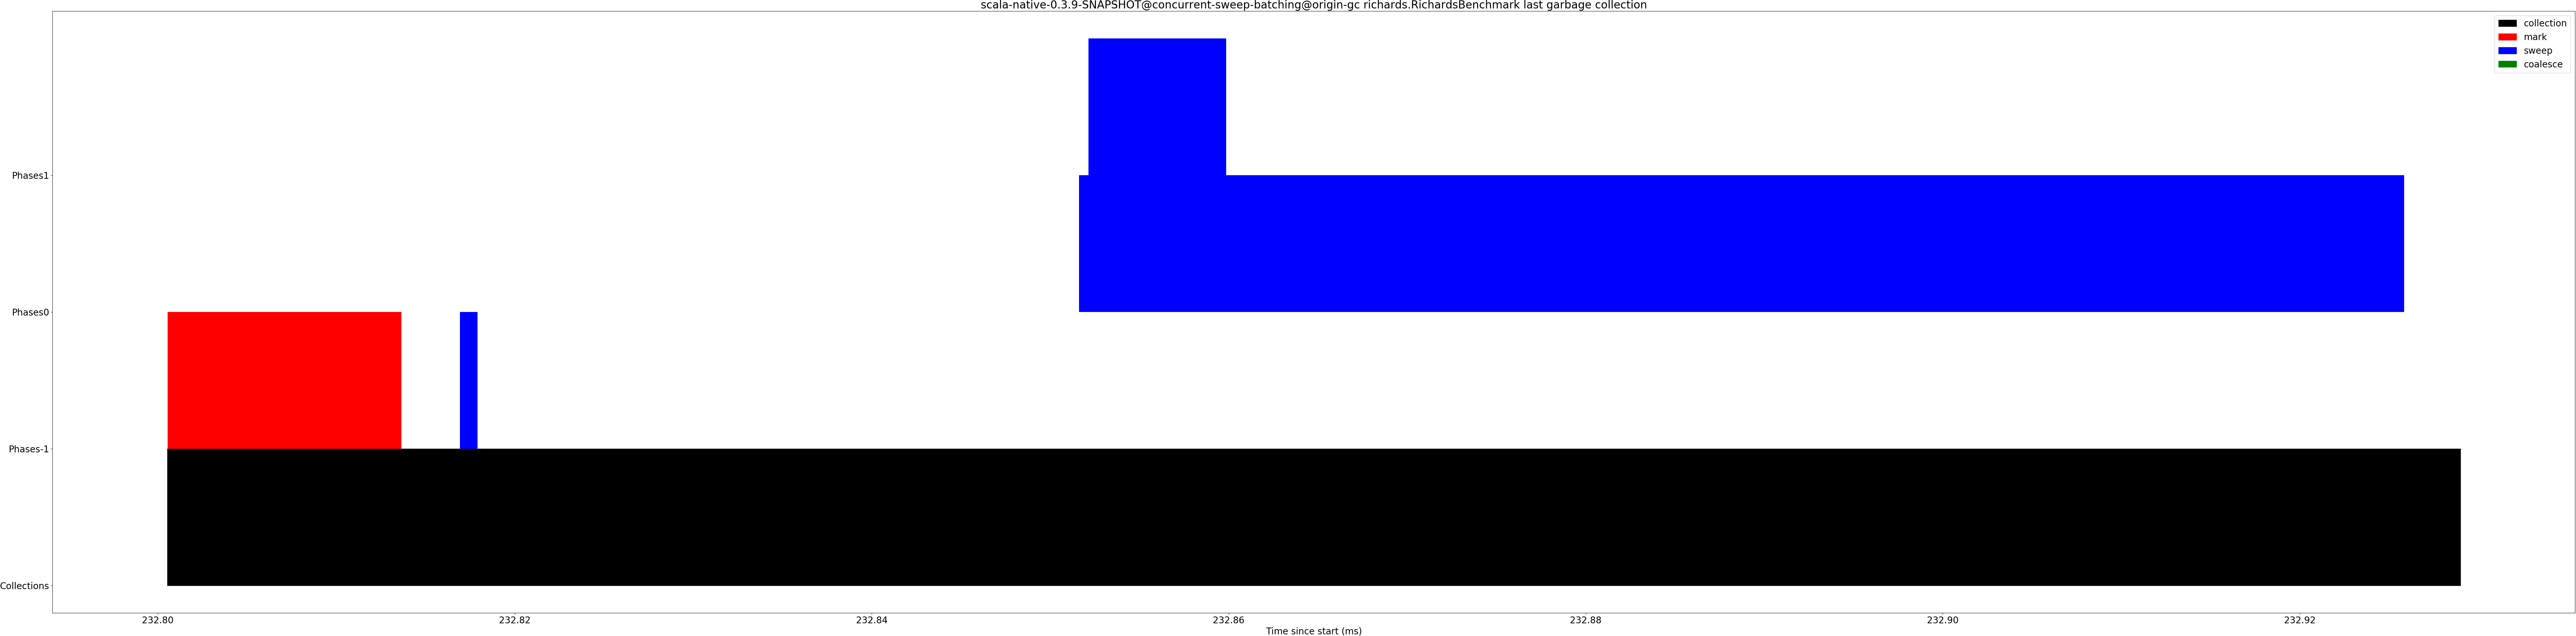 scala-native-0.3.9-SNAPSHOT@concurrent-sweep-batching@origin-gc richards.RichardsBenchmark last garbage collection
collection
mark
sweep
coalesce
Phases1
Phases0
Phases-1
Collections
232.80 232.82 232.84 232.86 232.88 232.90 232.92
Time since start (ms)